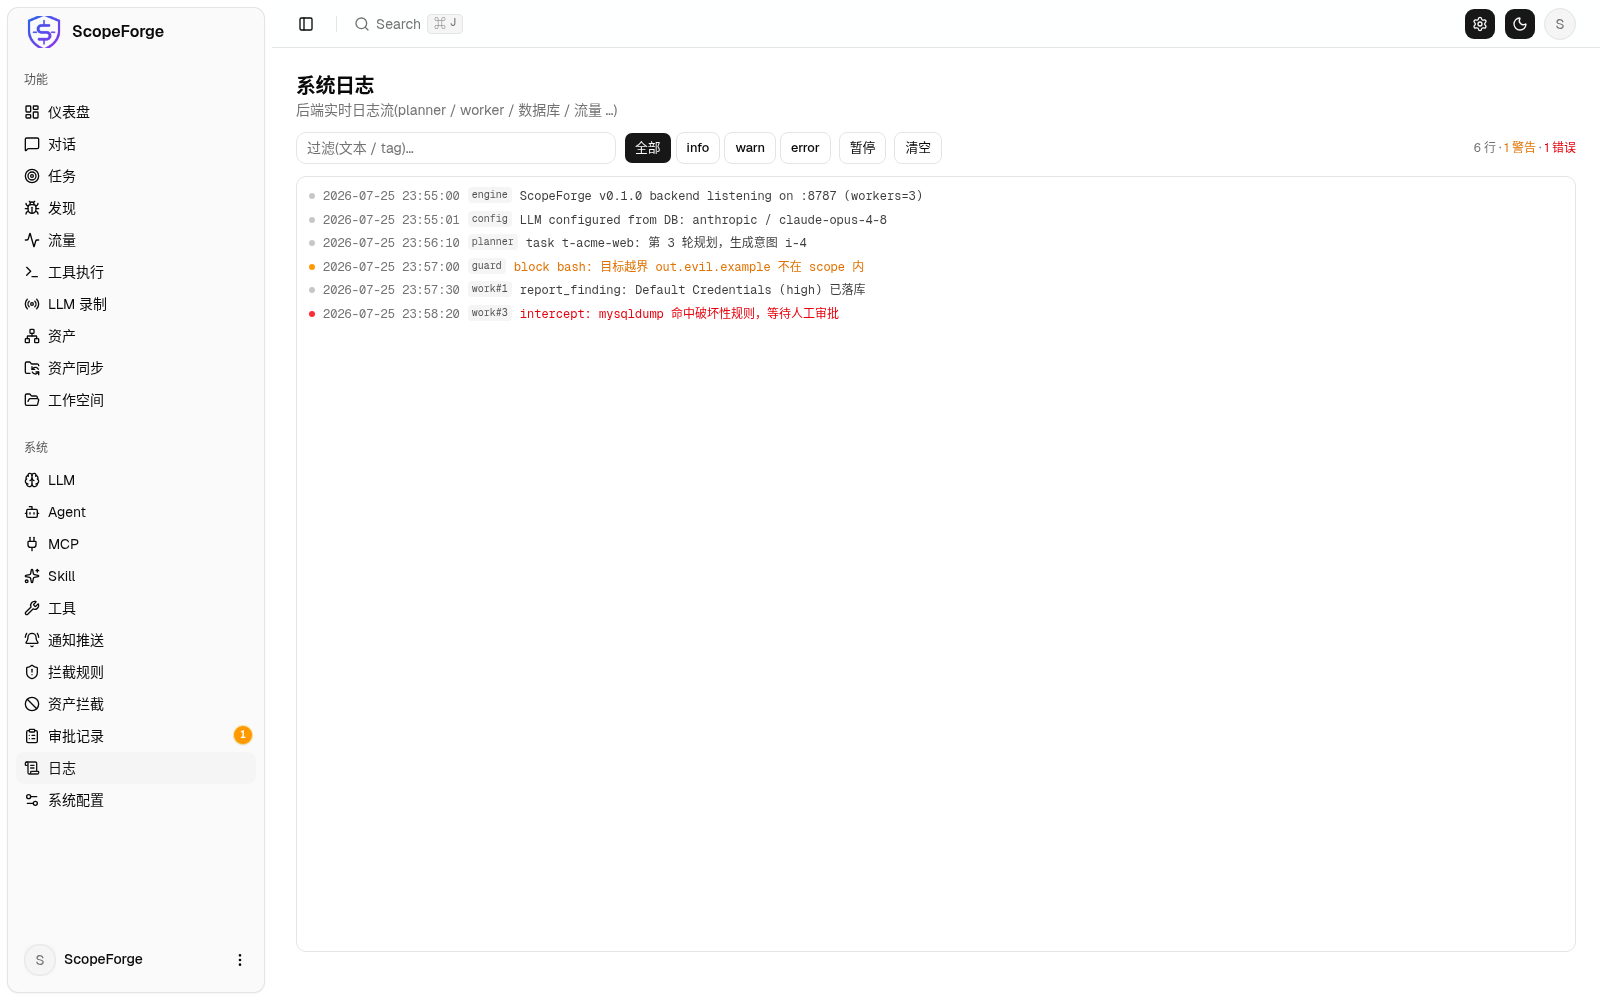 ScopeForge
功能
仪表盘
对话
任务
发现
流量
工具执行
LLM 录制
资产
资产同步
工作空间
系统
LLM
Agent
MCP
Skill
工具
通知推送
拦截规则
资产拦截
审批记录 1
日志
系统配置
S ScopeForge
Search ⌘ J
S
系统日志
后端实时日志流(planner / worker / 数据库 / 流量 …)
过滤(文本 / tag)… 全部 info warn error 暂停 清空 6 行 · 1 警告 · 1 错误
2026-07-25 23:55:00 engine ScopeForge v0.1.0 backend listening on :8787 (workers=3)
2026-07-25 23:55:01 config LLM configured from DB: anthropic / claude-opus-4-8
2026-07-25 23:56:10 planner task t-acme-web: 第 3 轮规划，生成意图 i-4
2026-07-25 23:57:00 guard block bash: 目标越界 out.evil.example 不在 scope 内
2026-07-25 23:57:30 work#1 report_finding: Default Credentials (high) 已落库
2026-07-25 23:58:20 work#3 intercept: mysqldump 命中破坏性规则，等待人工审批